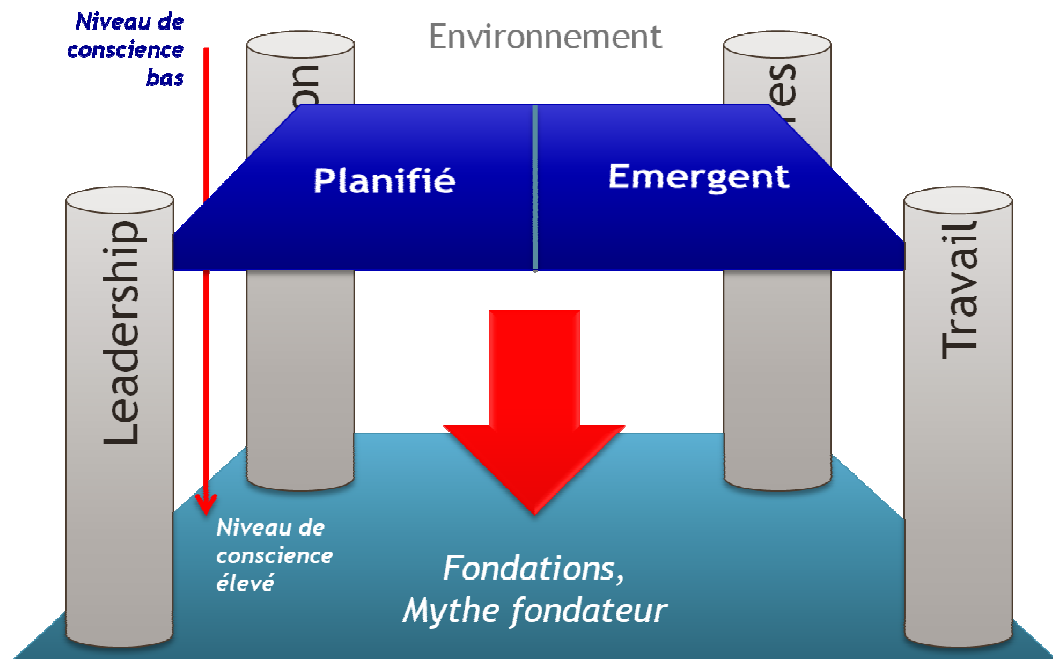 Niveau de
conscience
bas
Environnement
Planifié
Emergent
Leadership
Travail
Niveau de
conscience
élevé
Fondations,
Mythe fondateur